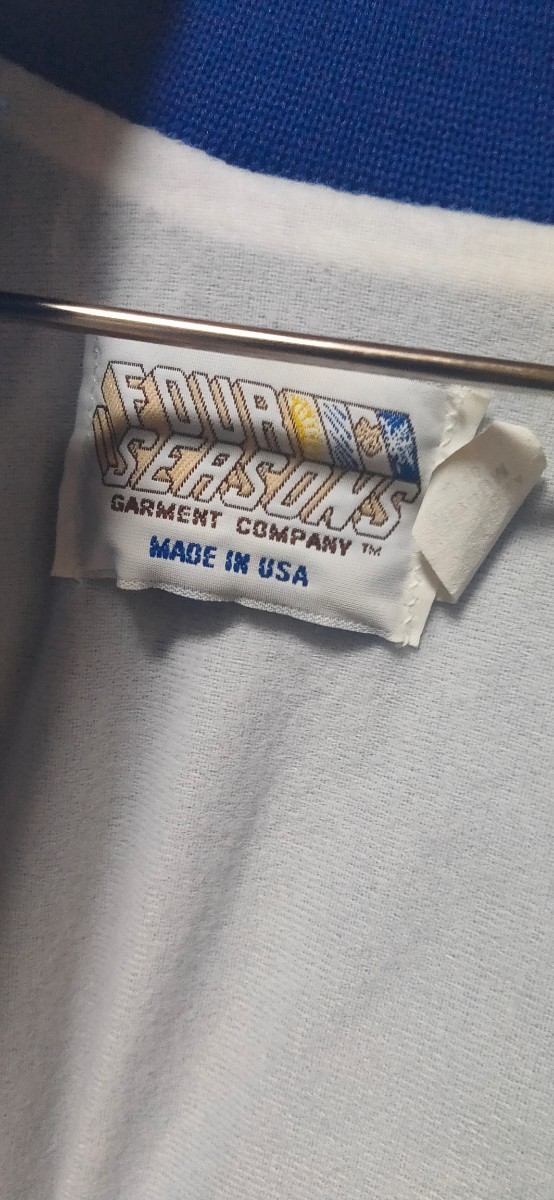 FOUR
SEASONS
GARMENT COMPANY™
MADE IN USA